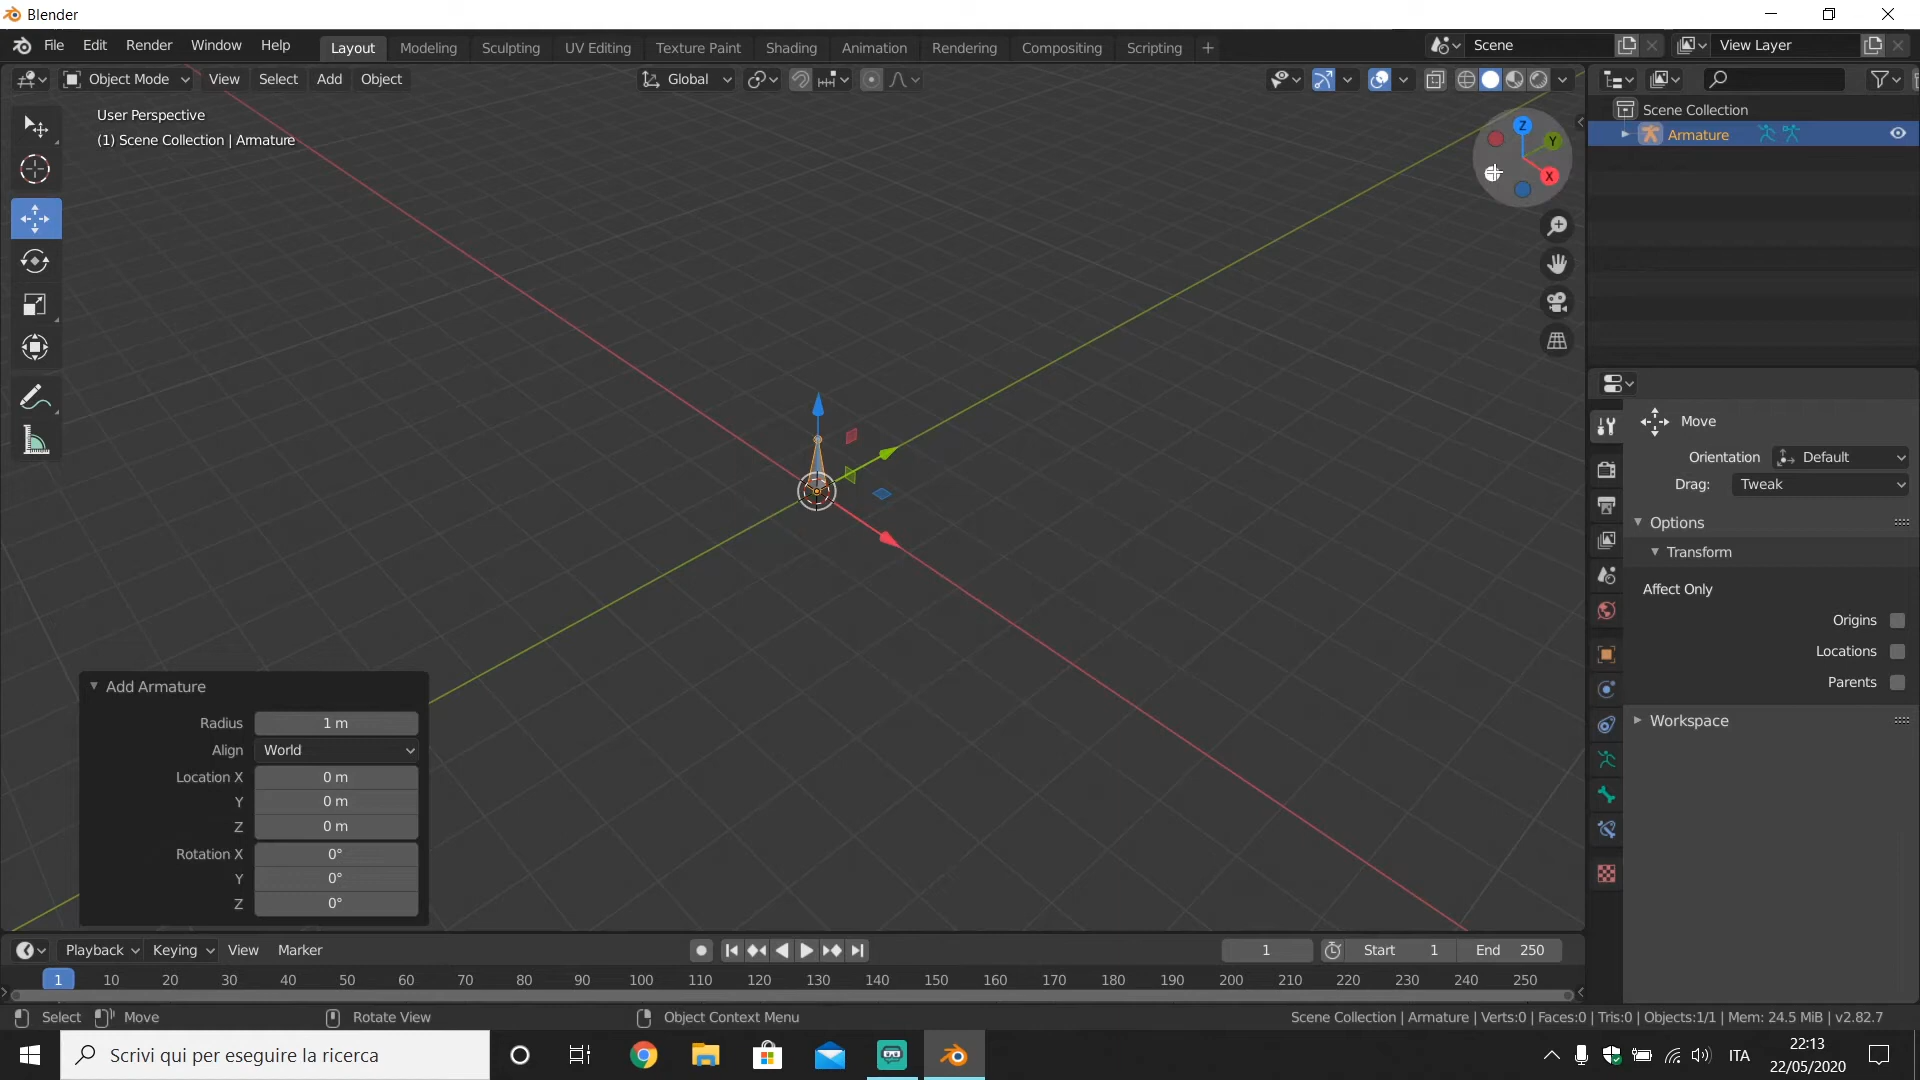 Blender
File Edit Render Window Help Layout Modeling Sculpting UV Editing Texture Paint Shading Animation Rendering Compositing Scripting + Scene View Layer
Object Mode View Select Add Object Global
User Perspective
(1) Scene Collection | Armature
Z
Y
X
Scene Collection
Armature
Move
Orientation Default
Drag: Tweak
Options
Transform
Affect Only
Origins
Locations
Parents
Workspace
Add Armature
Radius 1 m
Align World
Location X 0 m
Y 0 m
Z 0 m
Rotation X 0°
Y 0°
Z 0°
Playback Keying View Marker 1 Start 1 End 250
1 10 20 30 40 50 60 70 80 90 100 110 120 130 140 150 160 170 180 190 200 210 220 230 240 250
Select Move Rotate View Object Context Menu Scene Collection | Armature | Verts:0 | Faces:0 | Tris:0 | Objects:1/1 | Mem: 24.5 MiB | v2.82.7
Scrivi qui per eseguire la ricerca
ITA
22:13
22/05/2020